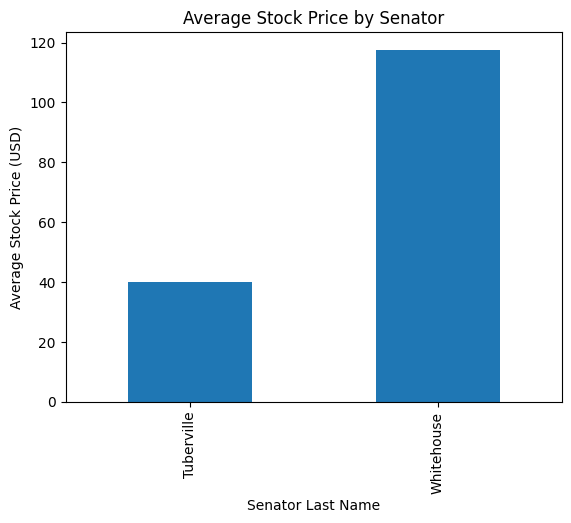 Average Stock Price by Senator
Average Stock Price (USD)
120
100
80
60
40
20
0
Tuberville
Whitehouse
Senator Last Name